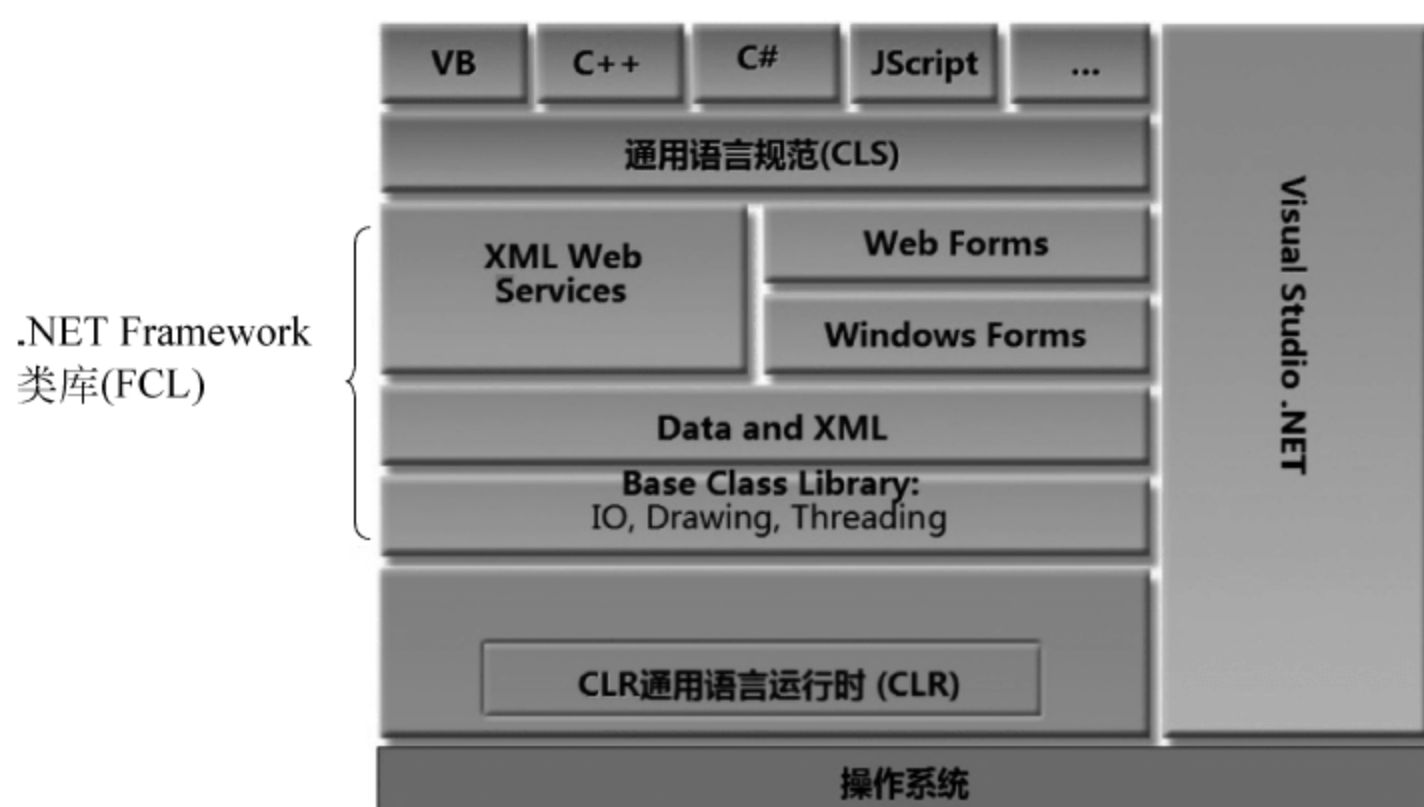 VB
C++
C#
JScript
...
通用语言规范(CLS)
XML Web
Services
Web Forms
Windows Forms
.NET Framework
类库(FCL)
Data and XML
Base Class Library:
IO, Drawing, Threading
CLR通用语言运行时 (CLR)
Visual Studio .NET
操作系统